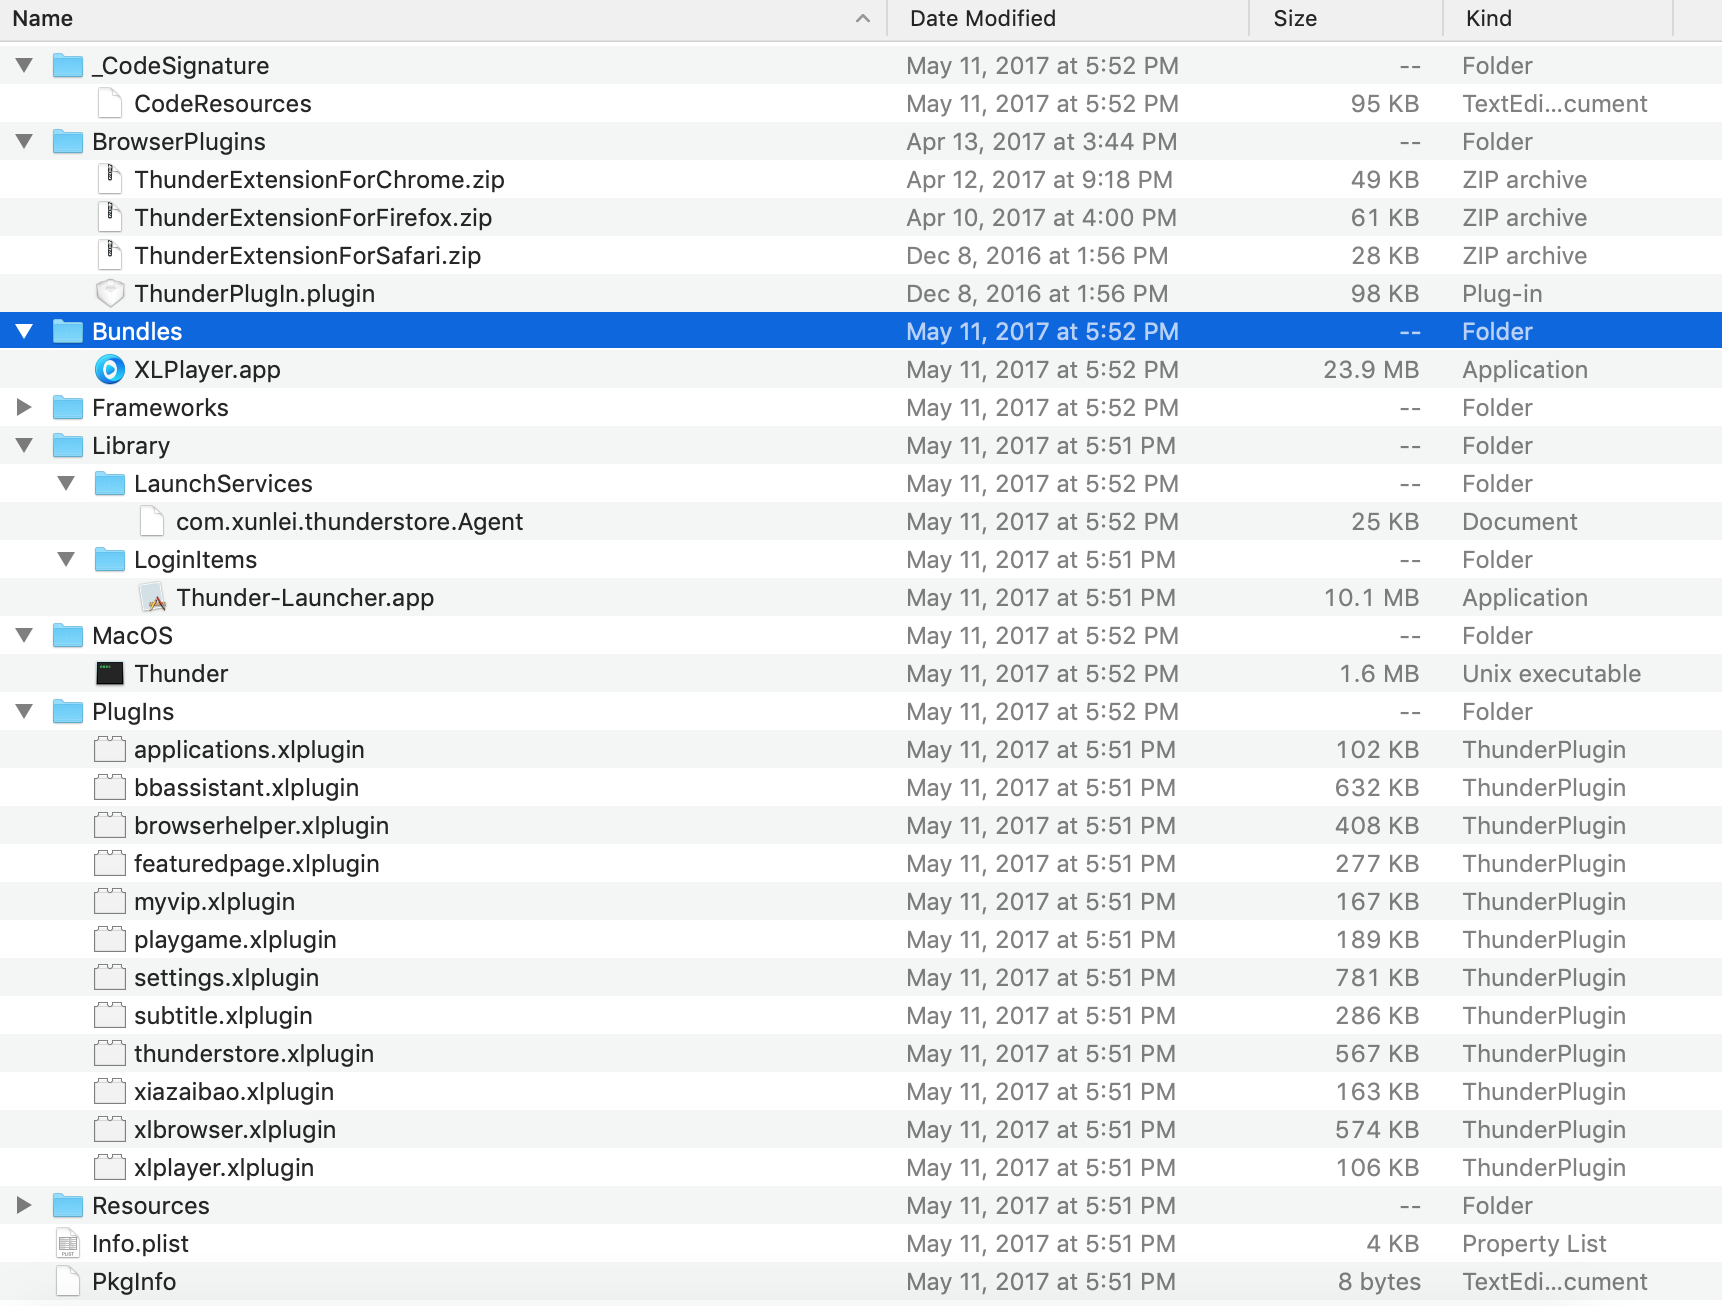 Name Date Modified Size Kind
_CodeSignature May 11, 2017 at 5:52 PM -- Folder
CodeResources May 11, 2017 at 5:52 PM 95 KB TextEdi...cument
BrowserPlugins Apr 13, 2017 at 3:44 PM -- Folder
ThunderExtensionForChrome.zip Apr 12, 2017 at 9:18 PM 49 KB ZIP archive
ThunderExtensionForFirefox.zip Apr 10, 2017 at 4:00 PM 61 KB ZIP archive
ThunderExtensionForSafari.zip Dec 8, 2016 at 1:56 PM 28 KB ZIP archive
ThunderPlugIn.plugin Dec 8, 2016 at 1:56 PM 98 KB Plug-in
Bundles May 11, 2017 at 5:52 PM -- Folder
XLPlayer.app May 11, 2017 at 5:52 PM 23.9 MB Application
Frameworks May 11, 2017 at 5:52 PM -- Folder
Library May 11, 2017 at 5:51 PM -- Folder
LaunchServices May 11, 2017 at 5:52 PM -- Folder
com.xunlei.thunderstore.Agent May 11, 2017 at 5:52 PM 25 KB Document
LoginItems May 11, 2017 at 5:51 PM -- Folder
Thunder-Launcher.app May 11, 2017 at 5:51 PM 10.1 MB Application
MacOS May 11, 2017 at 5:52 PM -- Folder
Thunder May 11, 2017 at 5:52 PM 1.6 MB Unix executable
PlugIns May 11, 2017 at 5:52 PM -- Folder
applications.xlplugin May 11, 2017 at 5:51 PM 102 KB ThunderPlugin
bbassistant.xlplugin May 11, 2017 at 5:51 PM 632 KB ThunderPlugin
browserhelper.xlplugin May 11, 2017 at 5:51 PM 408 KB ThunderPlugin
featuredpage.xlplugin May 11, 2017 at 5:51 PM 277 KB ThunderPlugin
myvip.xlplugin May 11, 2017 at 5:51 PM 167 KB ThunderPlugin
playgame.xlplugin May 11, 2017 at 5:51 PM 189 KB ThunderPlugin
settings.xlplugin May 11, 2017 at 5:51 PM 781 KB ThunderPlugin
subtitle.xlplugin May 11, 2017 at 5:51 PM 286 KB ThunderPlugin
thunderstore.xlplugin May 11, 2017 at 5:51 PM 567 KB ThunderPlugin
xiazaibao.xlplugin May 11, 2017 at 5:51 PM 163 KB ThunderPlugin
xlbrowser.xlplugin May 11, 2017 at 5:51 PM 574 KB ThunderPlugin
xlplayer.xlplugin May 11, 2017 at 5:51 PM 106 KB ThunderPlugin
Resources May 11, 2017 at 5:51 PM -- Folder
Info.plist May 11, 2017 at 5:51 PM 4 KB Property List
PkgInfo May 11, 2017 at 5:51 PM 8 bytes TextEdi...cument